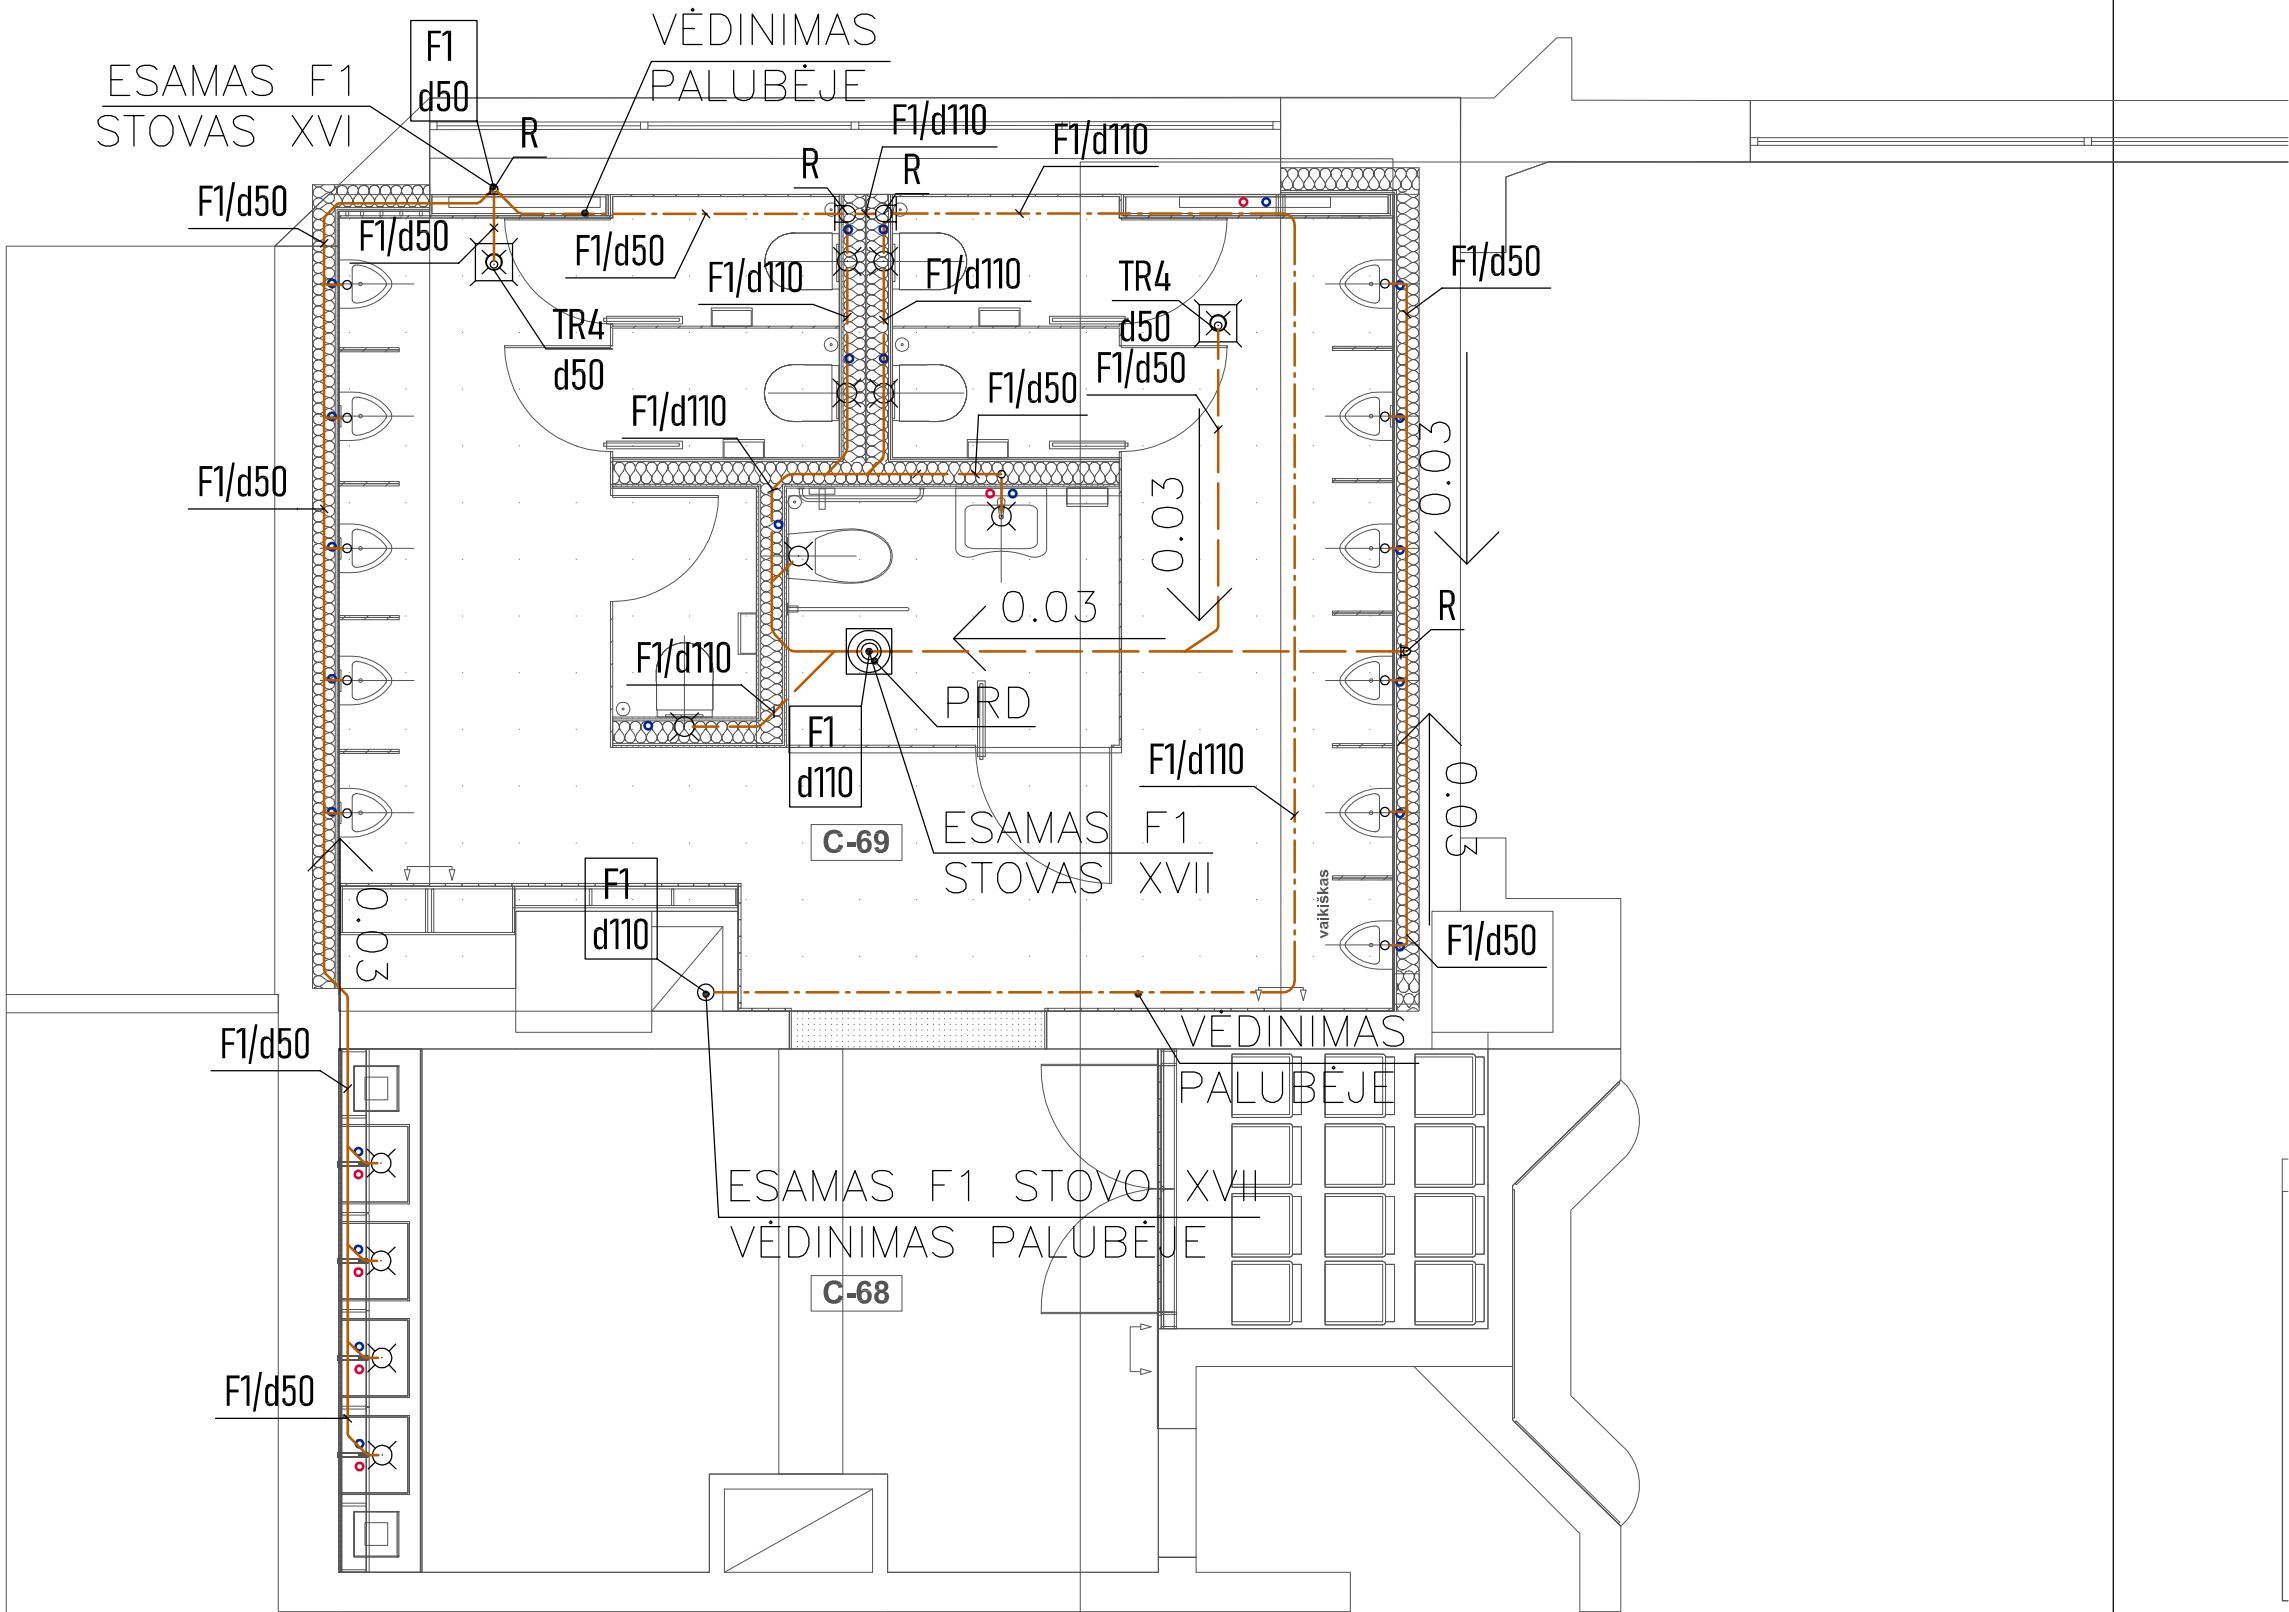 VĖDINIMAS
PALUBĖJE
F1
d50
ESAMAS F1
STOVAS XVI
R
F1/d110
F1/d110
R
R
F1/d50
F1/d50
F1/d50
F1/d110
F1/d110
TR4
d50
F1/d50
TR4
d50
F1/d50
F1/d50
F1/d110
0.03
F1/d50
0.03
0.03
R
F1/d110
PRD
F1
d110
F1/d110
0.03
ESAMAS F1
STOVAS XVII
C-69
F1
d110
vaikiškas
0.03
F1/d50
F1/d50
VĖDINIMAS
PALUBĖJE
ESAMAS F1 STOVO XVII
VĖDINIMAS PALUBĖJE
C-68
F1/d50